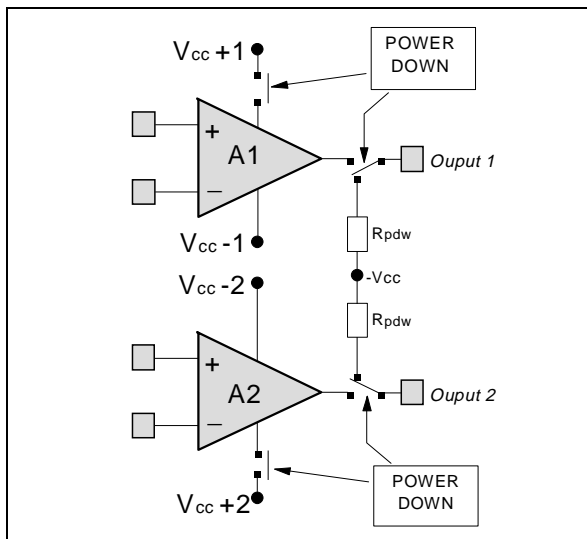 Vcc+1
POWER
DOWN
+
A1
−
Ouput 1
Vcc-1
Rpdw
-Vcc
Vcc-2
Rpdw
+
A2
−
Ouput 2
Vcc+2
POWER
DOWN